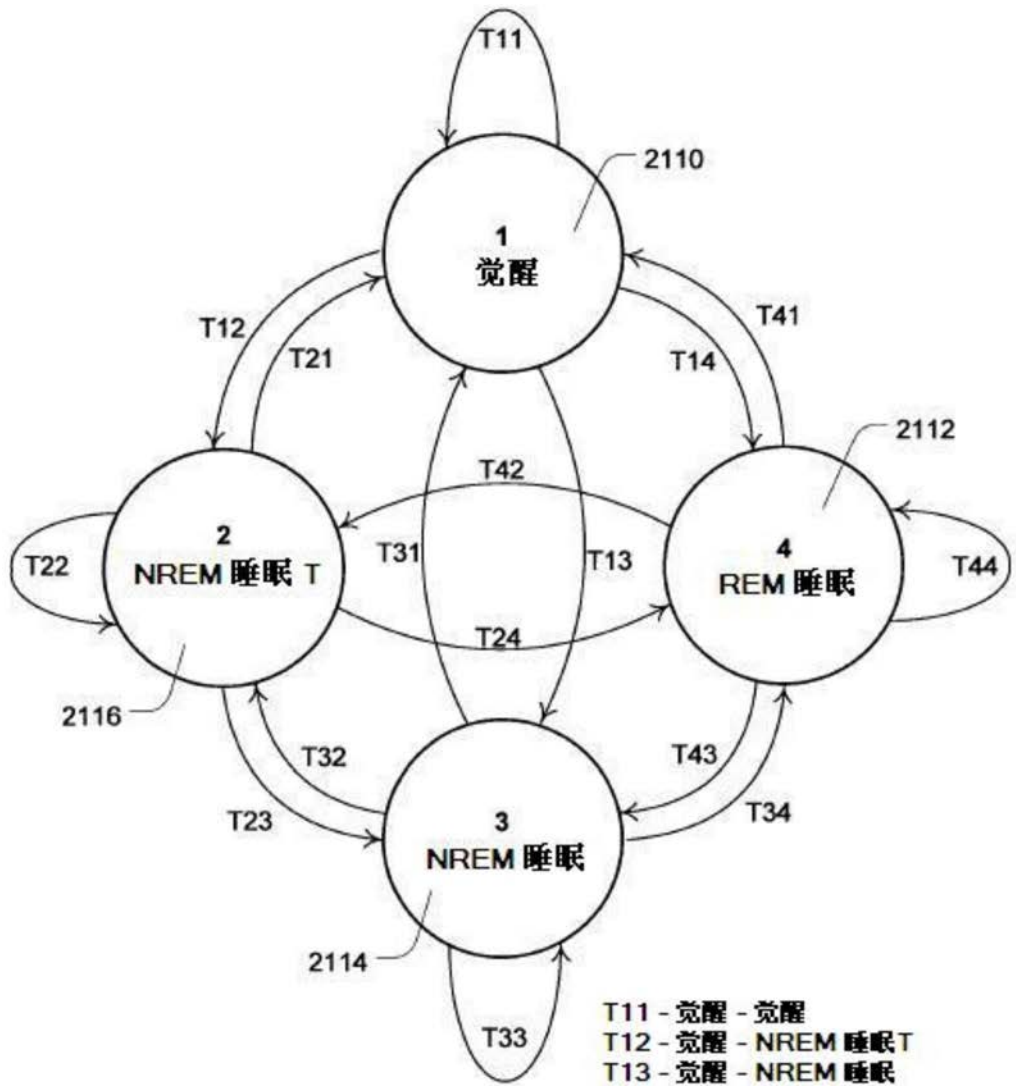 T11
2110
1
觉醒
T12
T21
T41
T14
2112
T42
2
NREM 睡眠 T
T22
T31
T13
4
REM 睡眠
T44
T24
2116
T32
T23
T43
T34
3
NREM 睡眠
2114
T33
T11 - 觉醒 - 觉醒
T12 - 觉醒 - NREM 睡眠T
T13 - 觉醒 - NREM 睡眠